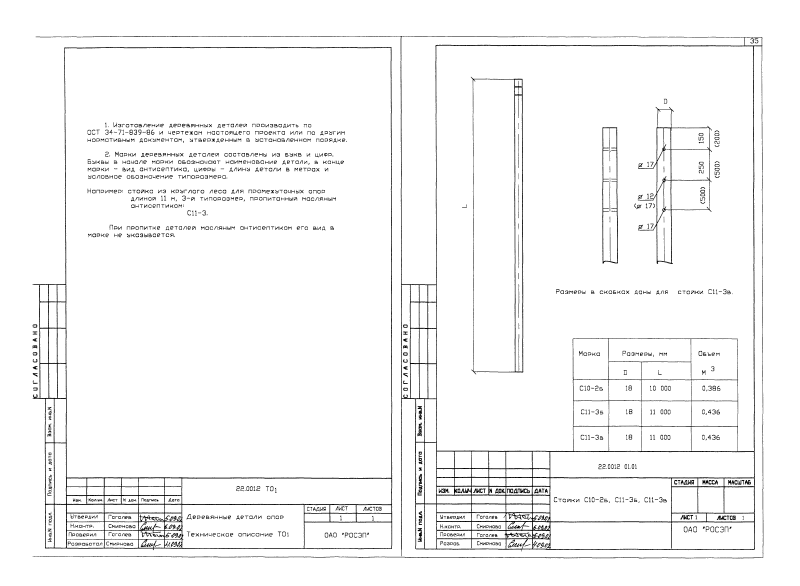 35
1. Изготовление деревянных деталей производить по
ОСТ 34-71-839-86 и чертежам настоящего проекта или по другим
нормативным документам, утвержденным в установленном порядке.
2. Марки деревянных деталей составлены из букв и цифр.
Буквы в начале марки обозначают наименование детали, в конце
марки - вид антисептика, цифры - длину детали в метрах и
условное обозначение типоразмера.
Например: стойка из круглого леса для промежуточных опор
длиной 11 м, 3-й типоразмер, пропитанный масляным
антисептиком:
С11-3.
При пропитке деталей масляным антисептиком его вид в
марке не указывается.
СОГЛАСОВАНО
Взам. инв.N
Подпись и дата
Инв.N подл.
22.0012 ТО1
Изм. Кол.уч Лист N док. Подпись Дата
СТАДИЯ ЛИСТ ЛИСТОВ
1 1
Утвердил Гоголев
Н.контр. Смирнова
Проверил Гоголев
Разработал Смирнова
Деревянные детали опор
Техническое описание ТО1
ОАО "РОСЭП"
L
D
150
(200)
250
(500)
(500)
ø 17
ø 12
(ø 17)
ø 17
Размеры в скобках даны для стойки С11-3в.
Марка Размеры, мм Объем
D L м 3
С10-2в 18 10 000 0,386
С11-3в 18 11 000 0,436
С11-3в 18 11 000 0,436
СОГЛАСОВАНО
Взам. инв.N
Подпись и дата
Инв.N подл.
22.0012 01.01
СТАДИЯ МАССА МАСШТАБ
ИЗМ. КОЛ.УЧ ЛИСТ N ДОК. ПОДПИСЬ ДАТА
Стойки С10-2в, С11-3в, С11-3в
Утвердил Гоголев
Н.контр. Смирнова
Проверил Гоголев
Разраб. Смирнова
ЛИСТ 1 ЛИСТОВ 1
ОАО "РОСЭП"